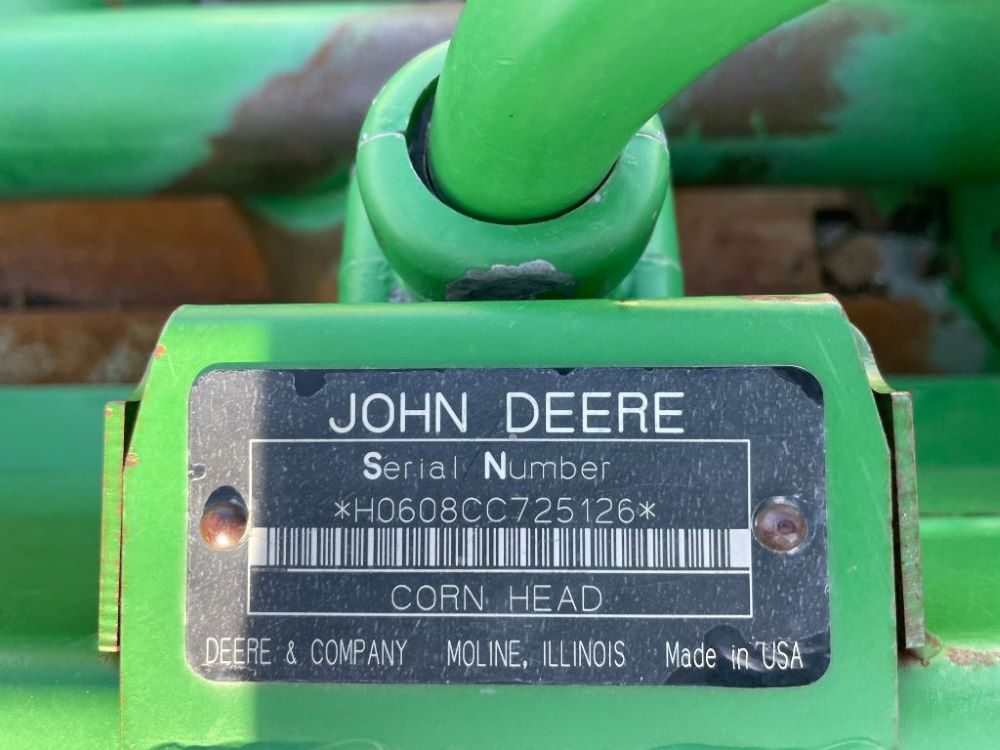 JOHN DEERE
Serial Number
*H0608CC725126*
CORN HEAD
DEERE & COMPANY MOLINE, ILLINOIS Made in USA